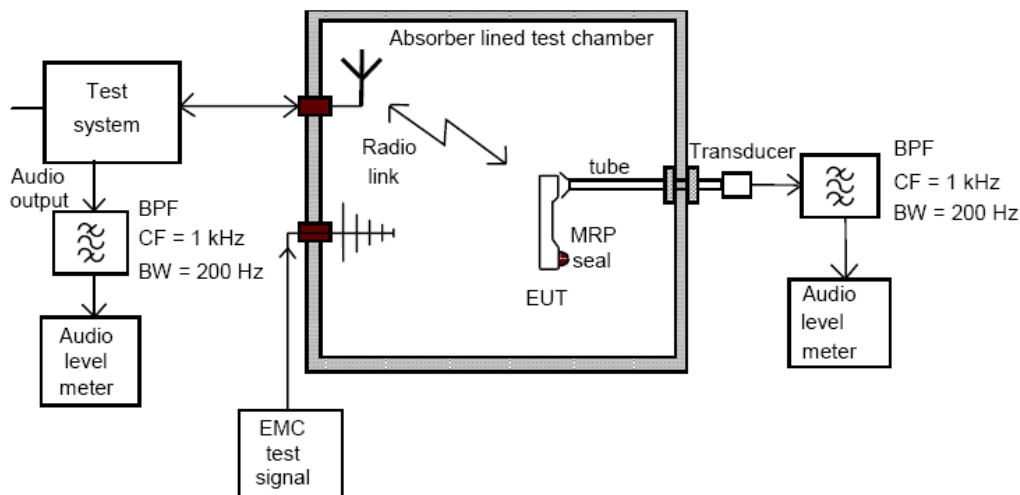 Absorber lined test chamber
Test
system
Audio
output
BPF
CF = 1 kHz
BW = 200 Hz
Audio
level
meter
Radio
link
EMC
test
signal
tube
MRP
seal
EUT
Transducer
BPF
CF = 1 kHz
BW = 200 Hz
Audio
level
meter